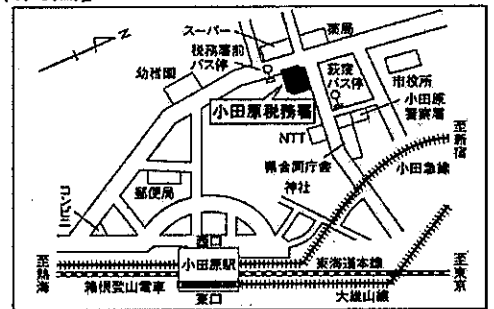 N
スーパー
薬局
税務署前
バス停
幼稚園
荻窪
バス停
市役所
小田原税務署
小田原
警察署
NTT
県合同庁舎
神社
小田急線
至新宿
コンビニ
郵便局
西口
小田原駅
東海道本線
至熱海
至東京
箱根登山電車
東口
大雄山線